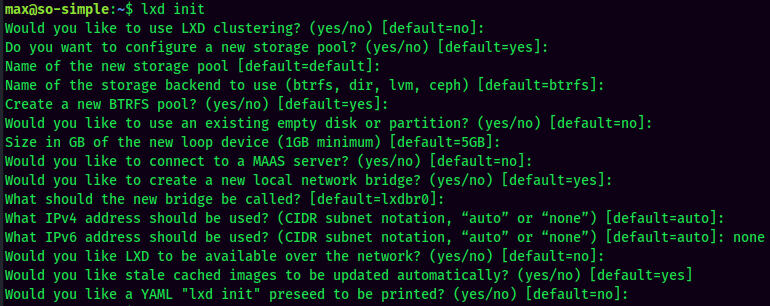 max@so-simple:~$ lxd init
Would you like to use LXD clustering? (yes/no) [default=no]:
Do you want to configure a new storage pool? (yes/no) [default=yes]:
Name of the new storage pool [default=default]:
Name of the storage backend to use (btrfs, dir, lvm, ceph) [default=btrfs]:
Create a new BTRFS pool? (yes/no) [default=yes]:
Would you like to use an existing empty disk or partition? (yes/no) [default=no]:
Size in GB of the new loop device (1GB minimum) [default=5GB]:
Would you like to connect to a MAAS server? (yes/no) [default=no]:
Would you like to create a new local network bridge? (yes/no) [default=yes]:
What should the new bridge be called? [default=lxdbr0]:
What IPv4 address should be used? (CIDR subnet notation, “auto” or “none”) [default=auto]:
What IPv6 address should be used? (CIDR subnet notation, “auto” or “none”) [default=auto]: none
Would you like LXD to be available over the network? (yes/no) [default=no]:
Would you like stale cached images to be updated automatically? (yes/no) [default=yes]
Would you like a YAML "lxd init" preseed to be printed? (yes/no) [default=no]: